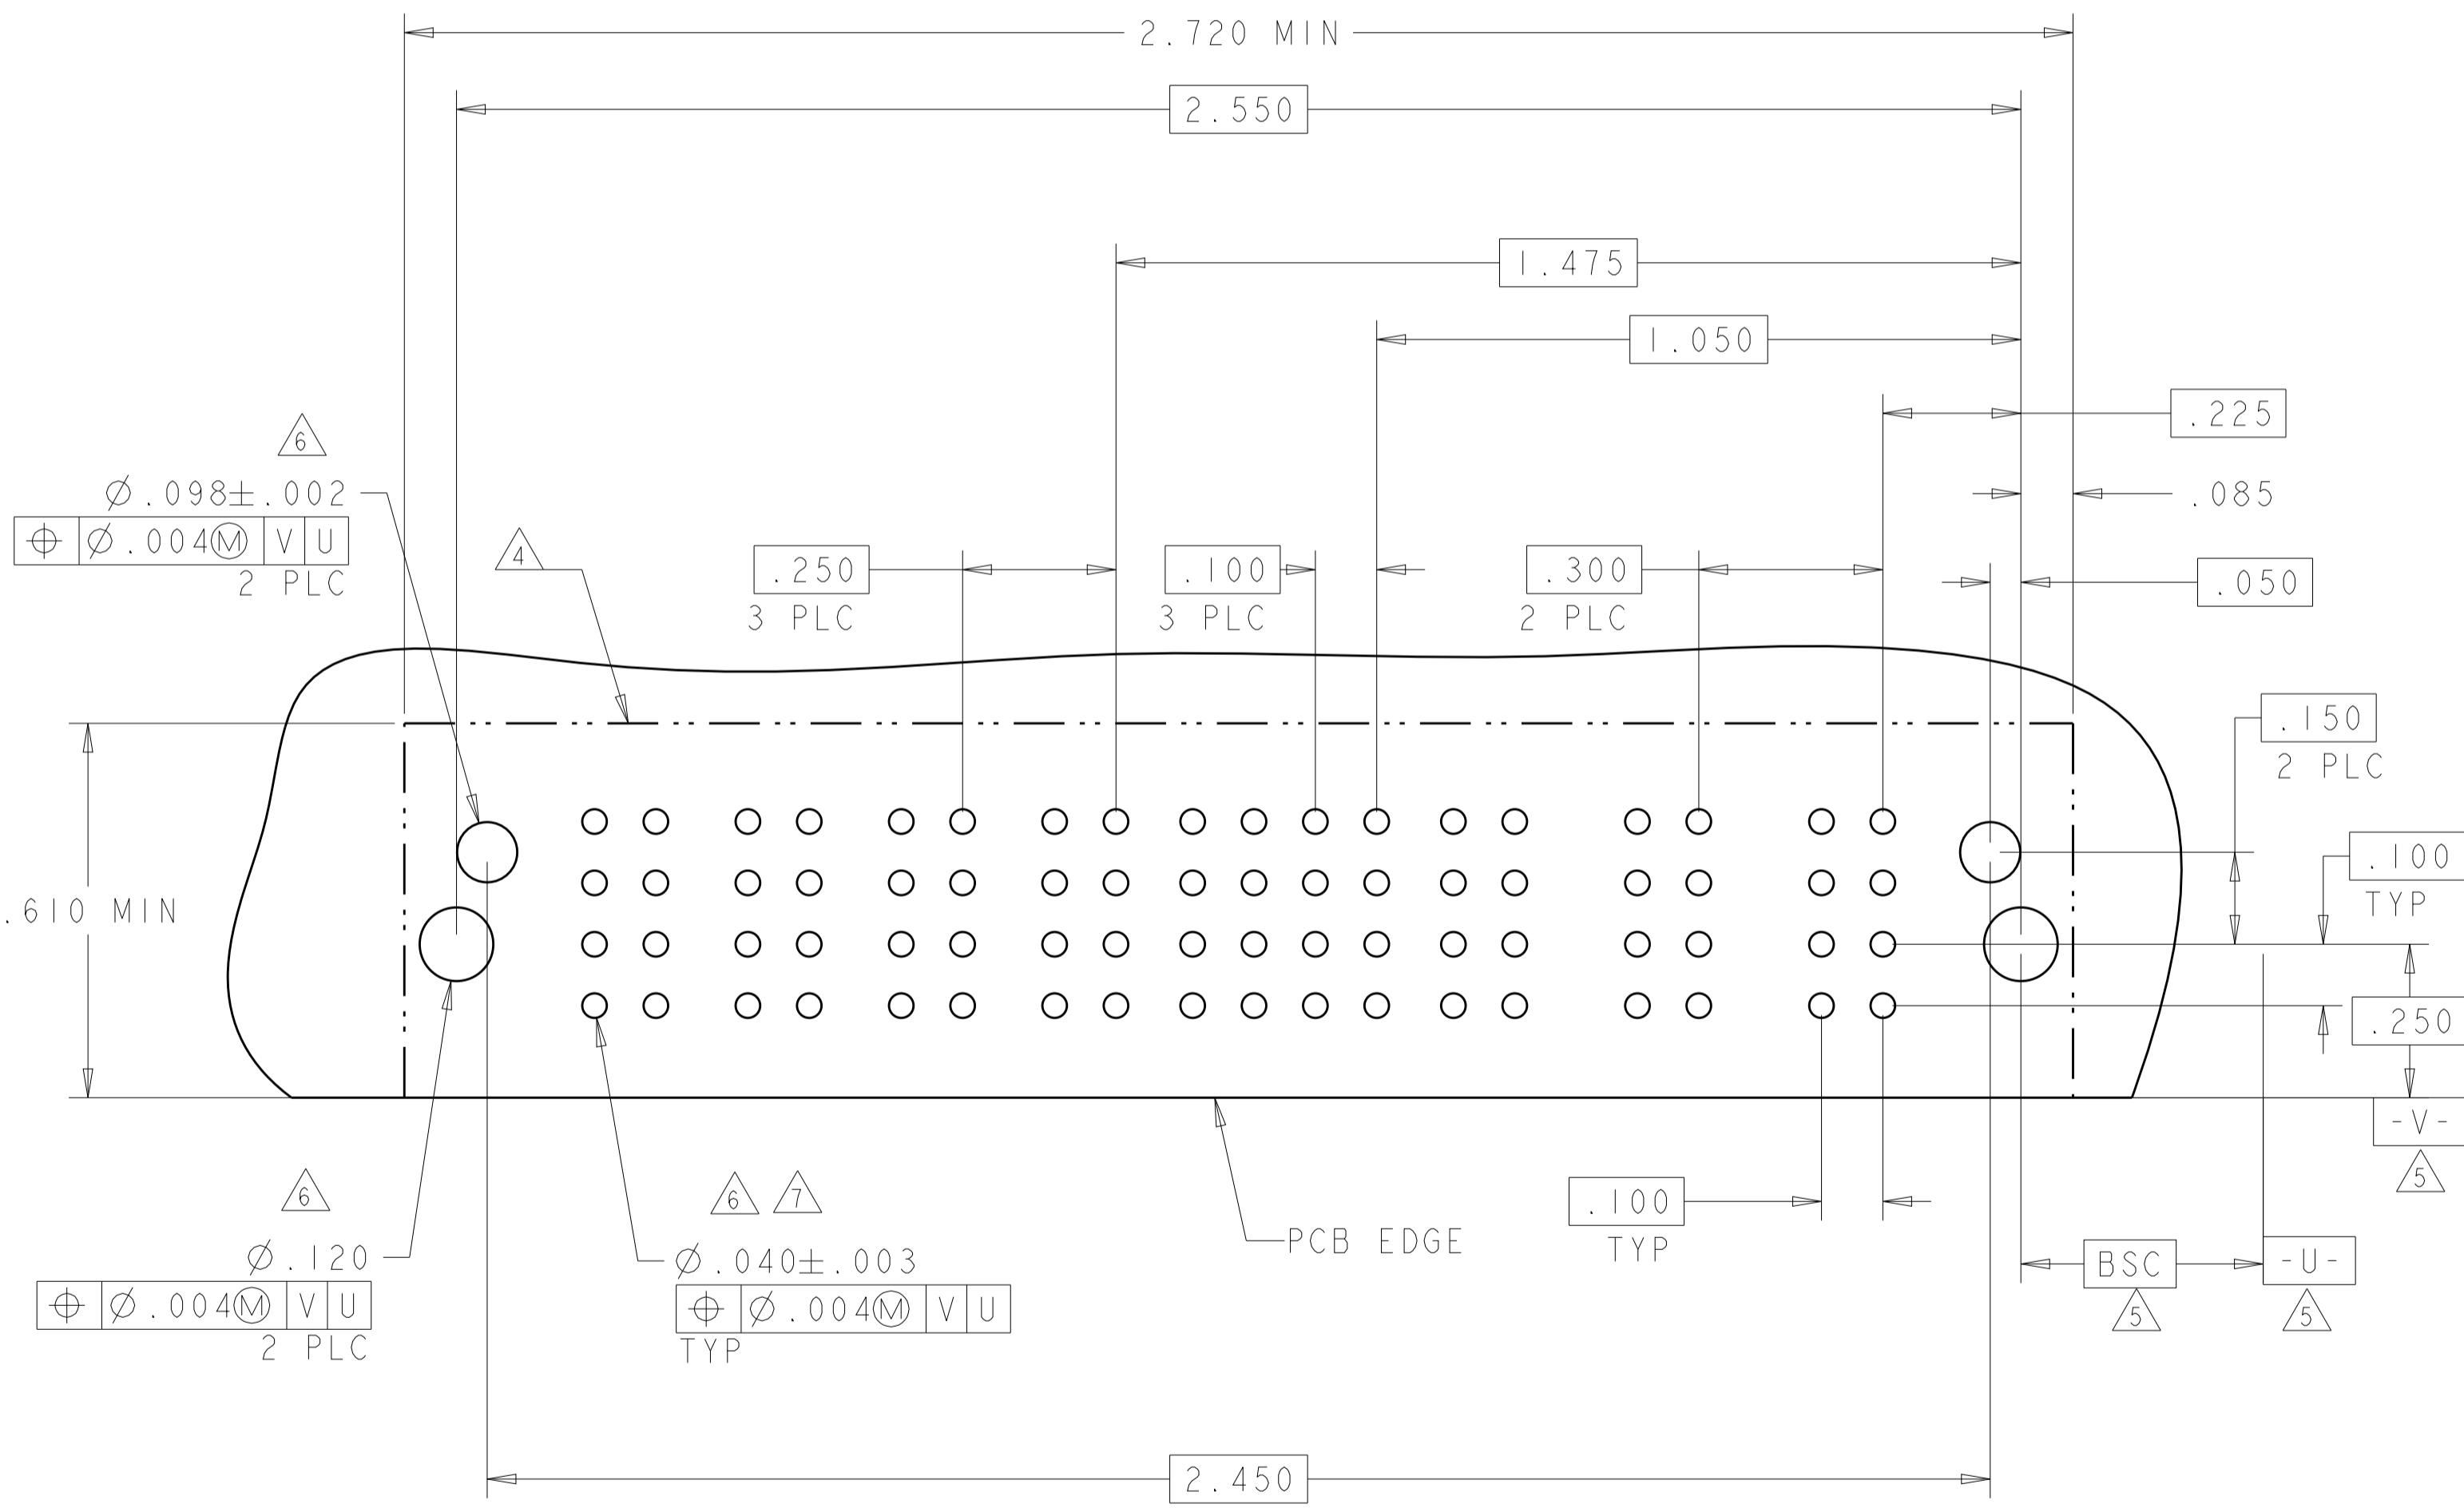 2.720 MIN
2.550
1.475
1.050
.225
6
Ø.098±.002
⌖ Ø.004Ⓜ V U
2 PLC
.085
4
.250
3 PLC
.100
3 PLC
.300
2 PLC
.050
.150
2 PLC
.100
TYP
.610 MIN
.250
-V-
5
6
Ø.120
⌖ Ø.004Ⓜ V U
2 PLC
6 7
Ø.040±.003
⌖ Ø.004Ⓜ V U
TYP
PCB EDGE
.100
TYP
BSC
5
-U-
5
2.450